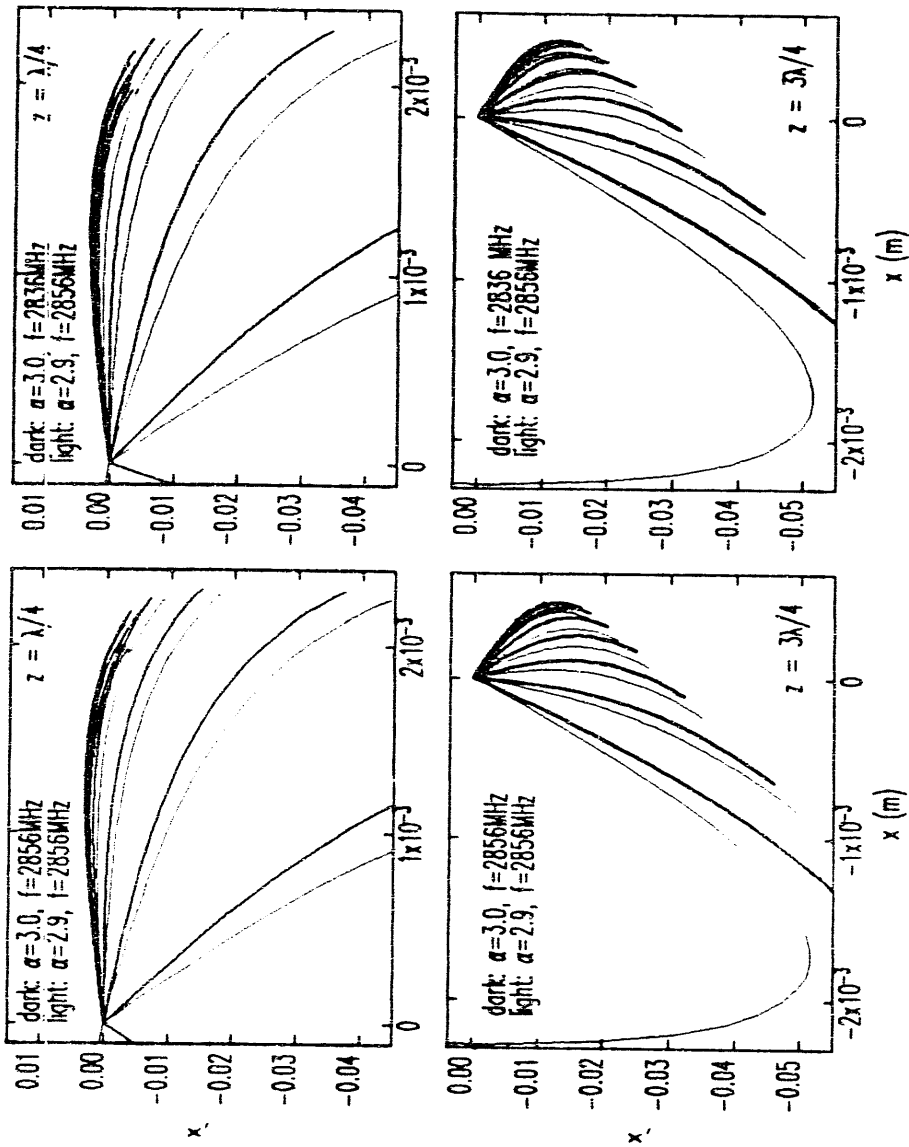 0.01
0.00
-0.01
-0.02
-0.03
-0.04
x'
dark: α=3.0, f=2856MHz
light: α=2.9, f=2856MHz
z = λ/4
0
1x10⁻³
2x10⁻³
0.01
0.00
-0.01
-0.02
-0.03
-0.04
dark: α=3.0, f=2836MHz
light: α=2.9, f=2856MHz
z = λ/4
0
1x10⁻³
2x10⁻³
0.00
-0.01
-0.02
-0.03
-0.04
-0.05
x'
dark: α=3.0, f=2856MHz
light: α=2.9, f=2856MHz
z = 3λ/4
-2x10⁻³
-1x10⁻³
0
x (m)
0.00
-0.01
-0.02
-0.03
-0.04
-0.05
dark: α=3.0, f=2836 MHz
light: α=2.9, f=2856MHz
z = 3λ/4
-2x10⁻³
-1x10⁻³
0
x (m)